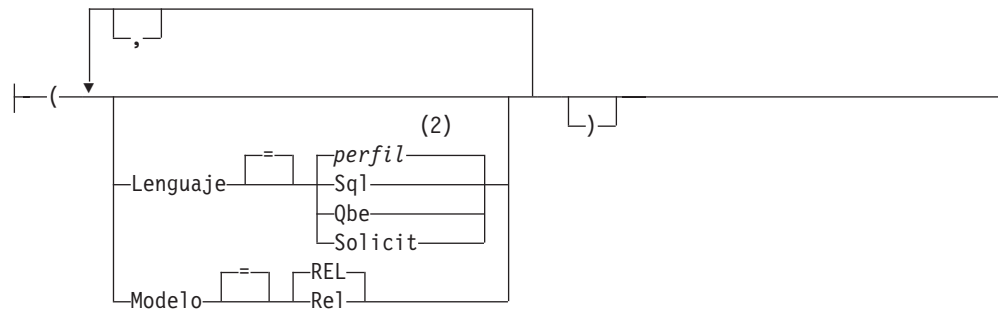 ,
(
)
(2)
= perfil
Lenguaje Sql
Qbe
Solicit
= REL
Modelo Rel